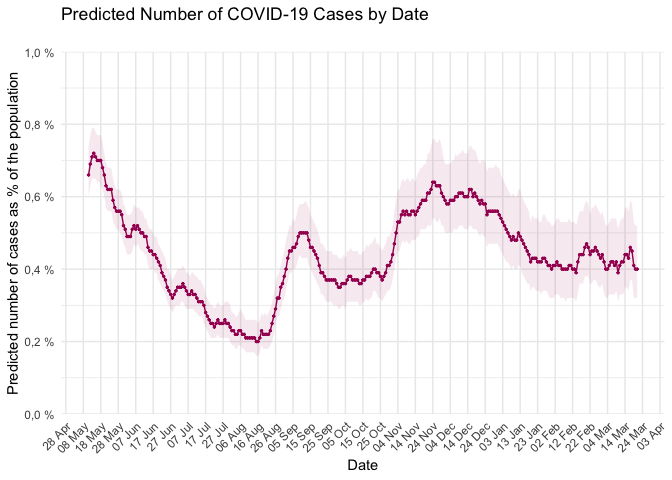 Predicted Number of COVID-19 Cases by Date
Predicted number of cases as % of the population
1,0 %
0,8 %
0,6 %
0,4 %
0,2 %
0,0 %
28 Apr
08 May
18 May
28 May
07 Jun
17 Jun
27 Jun
07 Jul
17 Jul
27 Jul
06 Aug
16 Aug
26 Aug
05 Sep
15 Sep
25 Sep
05 Oct
15 Oct
25 Oct
04 Nov
14 Nov
24 Nov
04 Dec
14 Dec
24 Dec
03 Jan
13 Jan
23 Jan
02 Feb
12 Feb
22 Feb
04 Mar
14 Mar
24 Mar
03 Apr
Date